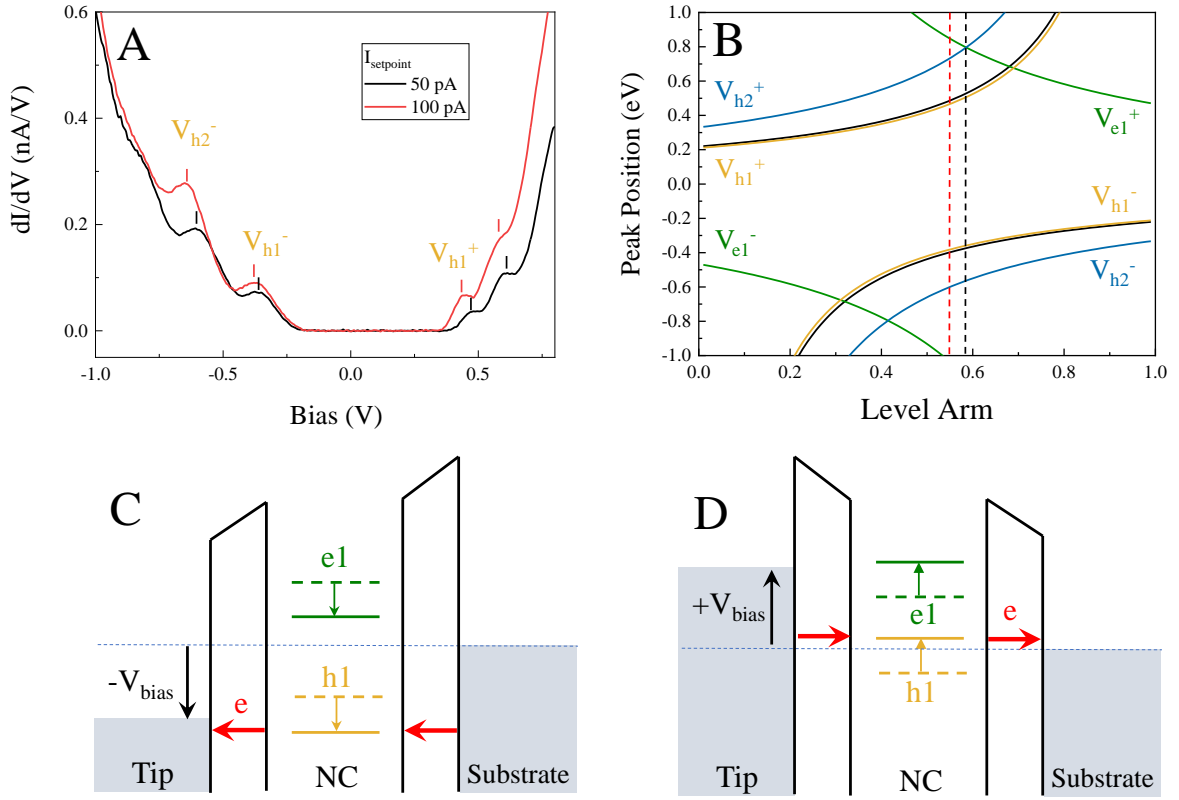 A
I_setpoint
50 pA
100 pA
V_h2^-
V_h1^-
V_h1^+
0.6
0.4
0.2
0.0
dI/dV (nA/V)
-1.0 -0.5 0.0 0.5
Bias (V)
B
1.0
0.8
0.6
0.4
0.2
0.0
-0.2
-0.4
-0.6
-0.8
-1.0
Peak Position (eV)
V_h2^+
V_e1^+
V_h1^+
V_h1^-
V_e1^-
V_h2^-
0.0 0.2 0.4 0.6 0.8 1.0
Level Arm
C
e1
h1
-V_bias
e
Tip
NC
Substrate
D
+V_bias
e1
e
h1
Tip
NC
Substrate